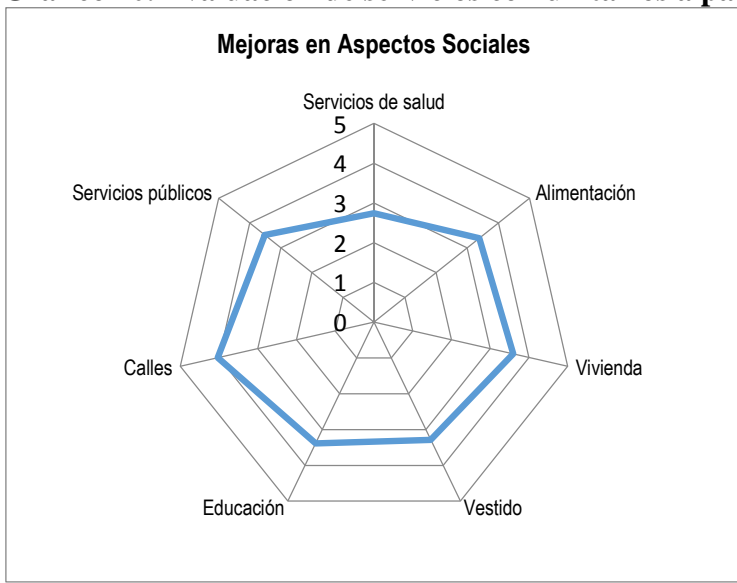 Mejoras en Aspectos Sociales
Servicios de salud
5
4
3
2
1
0
Alimentación
Vivienda
Vestido
Educación
Calles
Servicios públicos